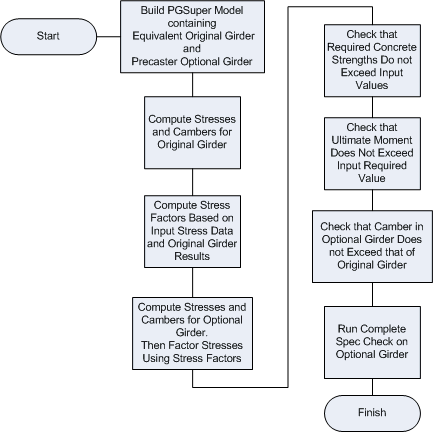 Start
Build PGSuper Model
containing
Equivalent Original Girder
and
Precaster Optional Girder
Compute Stresses
and Cambers for
Original Girder
Compute Stress
Factors Based on
Input Stress Data
and Original Girder
Results
Compute Stresses and
Cambers for Optional
Girder.
Then Factor Stresses
Using Stress Factors
Check that
Required Concrete
Strengths Do not
Exceed Input
Values
Check that
Ultimate Moment
Does Not Exceed
Input Required
Value
Check that Camber in
Optional Girder Does
not Exceed that of
Original Girder
Run Complete
Spec Check on
Optional Girder
Finish